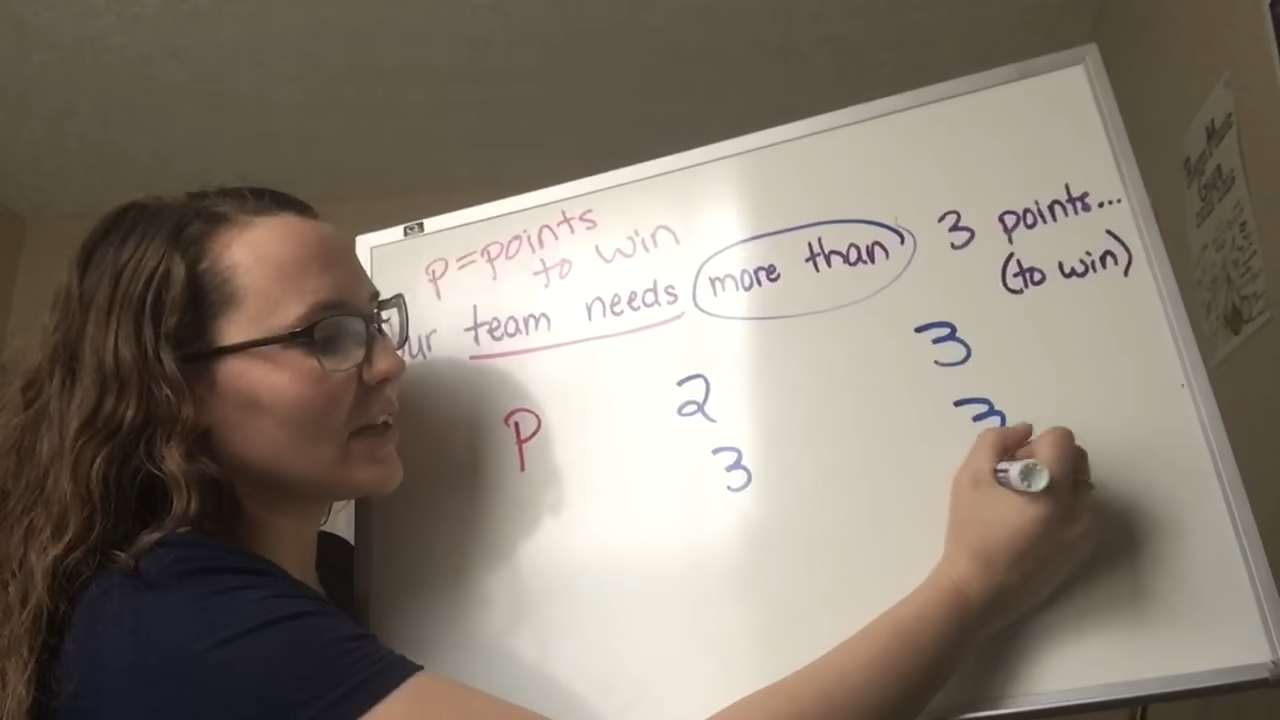 p=points
to win
ur team needs more than 3 points...
(to win)
3
p 2 3
3